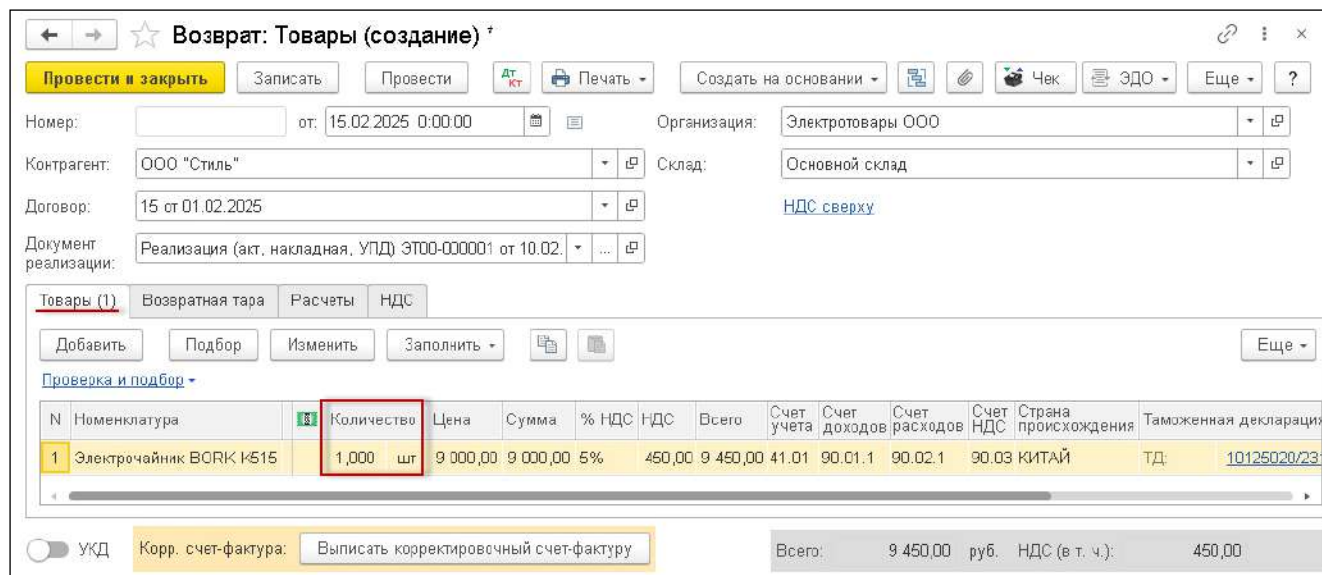 Возврат: Товары (создание) *
Провести и закрыть Записать Провести Дт Кт Печать Создать на основании Чек ЭДО Еще ?
Номер: от: 15.02.2025 0:00:00 Организация: Электротовары ООО
Контрагент: ООО "Стиль" Склад: Основной склад
Договор: 15 от 01.02.2025 НДС сверху
Документ реализации: Реализация (акт, накладная, УПД) ЭТ00-000001 от 10.02. ...
Товары (1) Возвратная тара Расчеты НДС
Добавить Подбор Изменить Заполнить Еще
Проверка и подбор
N Номенклатура Количество Цена Сумма % НДС НДС Всего Счет учета Счет доходов Счет расходов Счет НДС Страна происхождения Таможенная деклараци
1 Электрочайник BORK K515 1,000 шт 9 000,00 9 000,00 5% 450,00 9 450,00 41.01 90.01.1 90.02.1 90.03 КИТАЙ ТД: 10125020/231
УКД Корр. счет-фактура: Выписать корректировочный счет-фактуру Всего: 9 450,00 руб. НДС (в т. ч.): 450,00